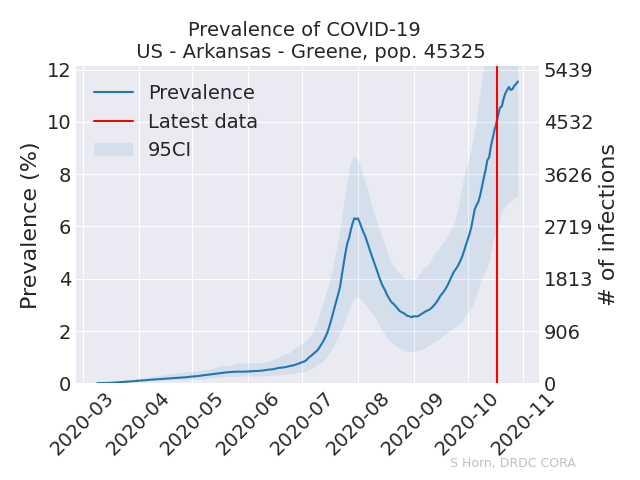 Prevalence of COVID-19
US - Arkansas - Greene, pop. 45325
Prevalence (%)
12
10
8
6
4
2
0
Prevalence
Latest data
95CI
5439
4532
3626
2719
1813
906
0
# of infections
2020-03
2020-04
2020-05
2020-06
2020-07
2020-08
2020-09
2020-10
2020-11
S Horn, DRDC CORA